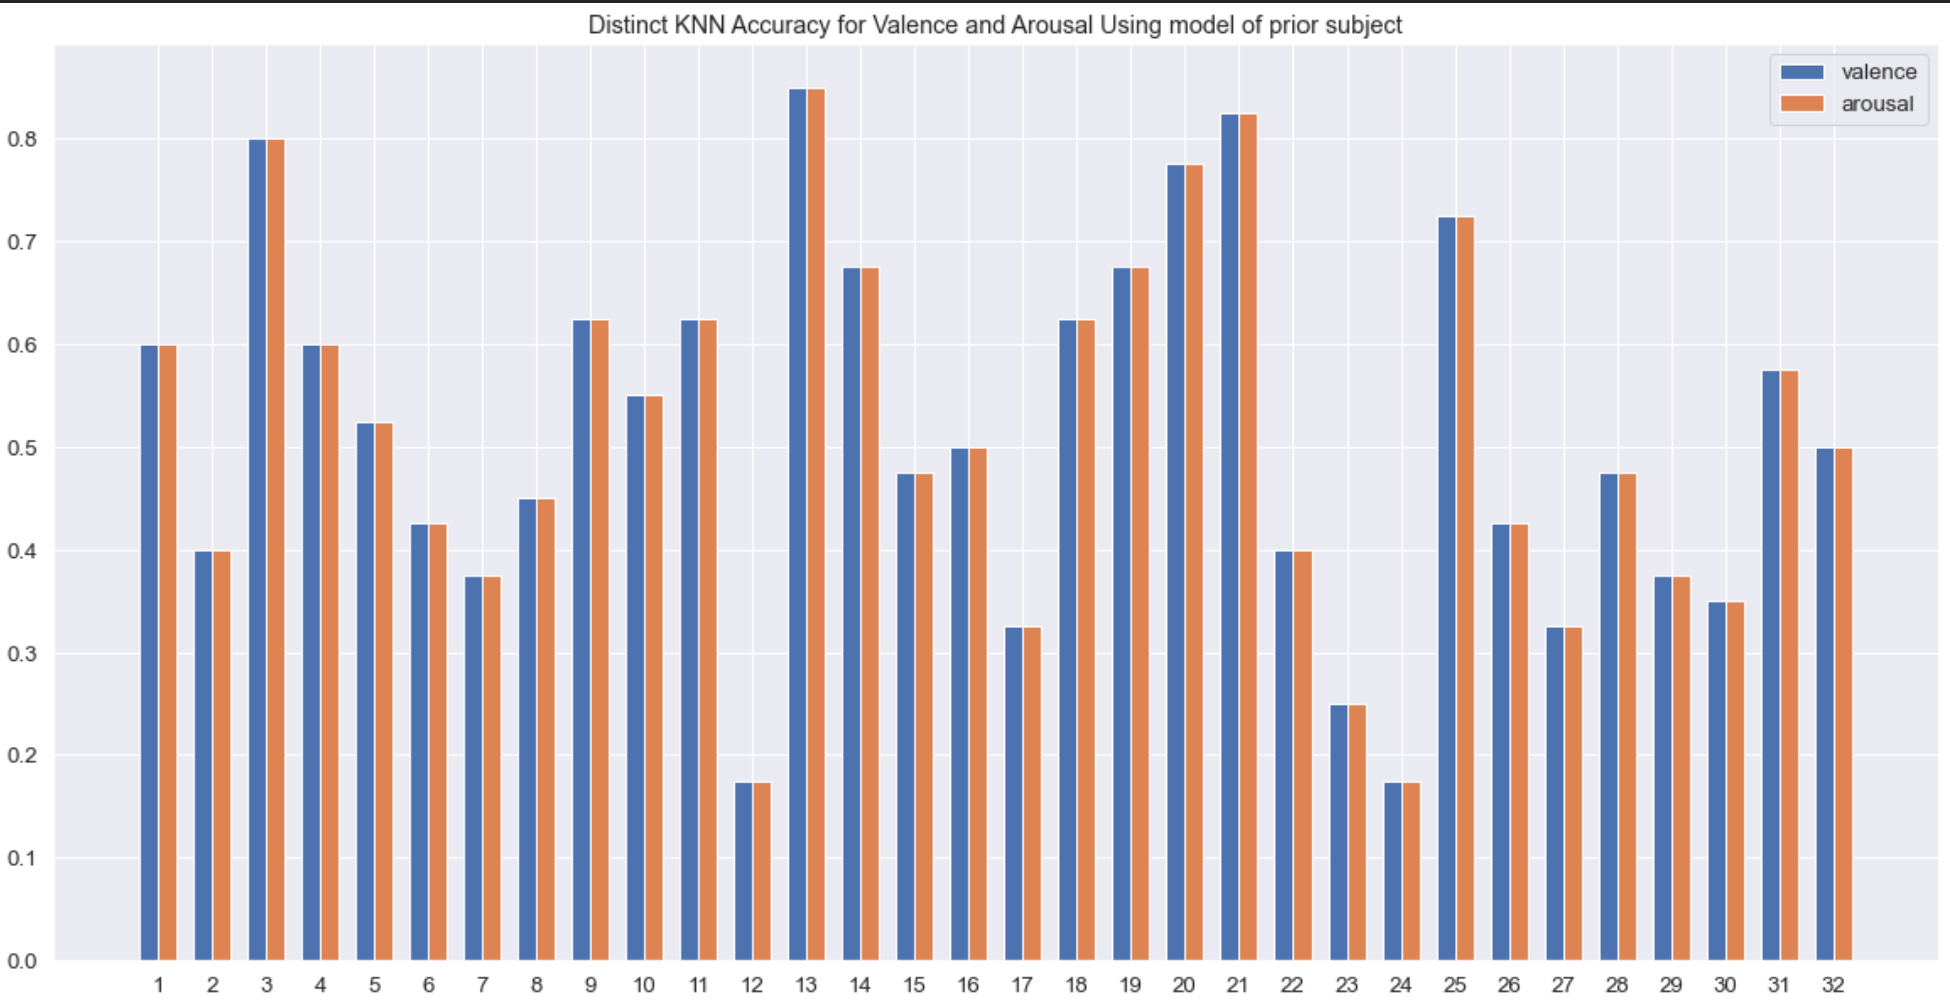 Distinct KNN Accuracy for Valence and Arousal Using model of prior subject
valence
arousal
0.8
0.7
0.6
0.5
0.4
0.3
0.2
0.1
0.0
1 2 3 4 5 6 7 8 9 10 11 12 13 14 15 16 17 18 19 20 21 22 23 24 25 26 27 28 29 30 31 32